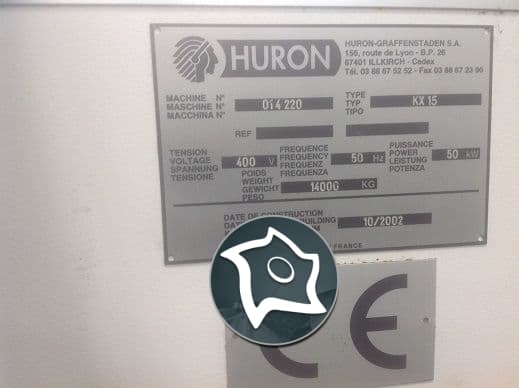 HURON
HURON-GRAFFENSTADEN S.A.
156, route de Lyon - B.P. 26
67401 ILLKIRCH - Cedex
Tél. 03 88 67 52 52 - Fax 03 88 67 23 90
MACHINE N°
MASCHINE N° 014 220
MACCHINA N°
TYPE
TYP KX 15
TIPO
REF
TENSION
VOLTAGE 400 V
SPANNUNG
TENSIONE
FREQUENCE
FREQUENCY 50 Hz
FREQUENZ
FREQUENZA
PUISSANCE
POWER 50 kW
LEISTUNG
POTENZA
POIDS
WEIGHT
GEWICHT 14000 KG
PESO
DATE DE CONSTRUCTION
BUILDING 10/2002
FRANCE
CE